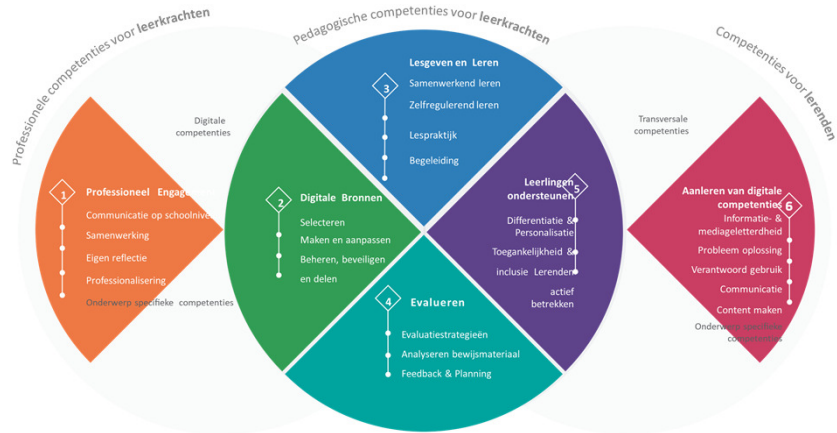 Professionele competenties voor leerkrachten
Pedagogische competenties voor leerkrachten
Competenties voor lerenden
Digitale
competenties
Transversale
competenties
1
Professioneel Engag
Communicatie op schoolnive
Samenwerking
Eigen reflectie
Professionalisering
Onderwerp specifieke competenties
2
Digitale Bronnen
Selecteren
Maken en aanpassen
Beheren, beveiligen
en delen
3
Lesgeven en Leren
Samenwerkend leren
Zelfregulerend leren
Lespraktijk
Begeleiding
4
Evalueren
Evaluatiestrategieën
Analyseren bewijsmateriaal
Feedback & Planning
5
Leerlingen
ondersteunen
Differentiatie &
Personalisatie
Toegankelijkheid &
inclusie Lerenden
actief
betrekken
6
Aanleren van digitale
competenties
Informatie- &
mediageletterdheid
Probleem oplossing
Verantwoord gebruik
Communicatie
Content maken
Onderwerp specifieke
competenties